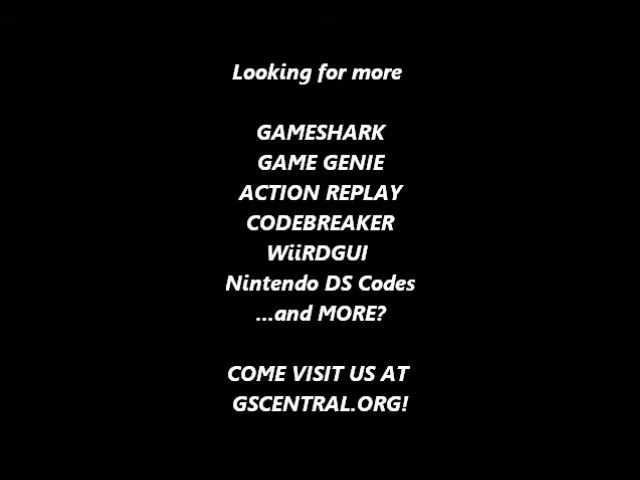 Looking for more
GAMESHARK
GAME GENIE
ACTION REPLAY
CODEBREAKER
WiiRDGUI
Nintendo DS Codes
...and MORE?
COME VISIT US AT
GSCENTRAL.ORG!